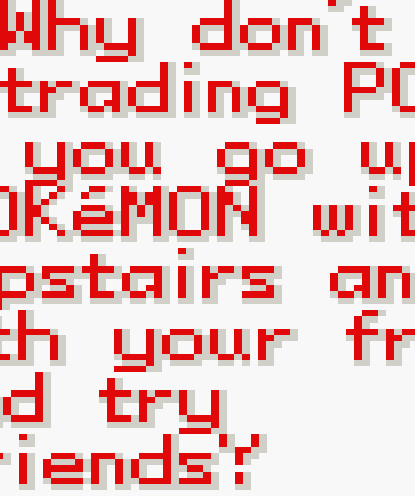 Why don't
trading PO
you go up
OKéMON wit
pstairs an
th your fr
d try
riends?